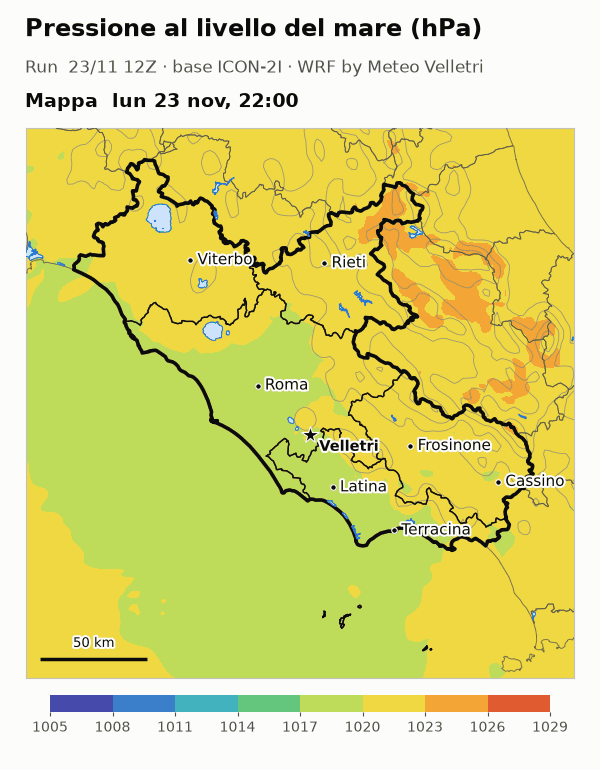 Pressione al livello del mare (hPa)
Run  23/11 12Z · base ICON-2I · WRF by Meteo Velletri
Mappa  lun 23 nov, 22:00
Viterbo
Rieti
Roma
Velletri
Frosinone
Cassino
Latina
Terracina
50 km
1005 1008 1011 1014 1017 1020 1023 1026 1029